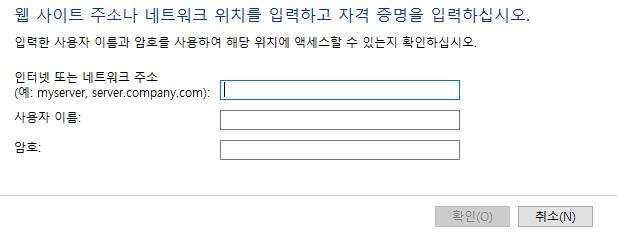 웹 사이트 주소나 네트워크 위치를 입력하고 자격 증명을 입력하십시오.
입력한 사용자 이름과 암호를 사용하여 해당 위치에 액세스할 수 있는지 확인하십시오.
인터넷 또는 네트워크 주소
(예: myserver, server.company.com):
사용자 이름:
암호:
확인(O) 취소(N)